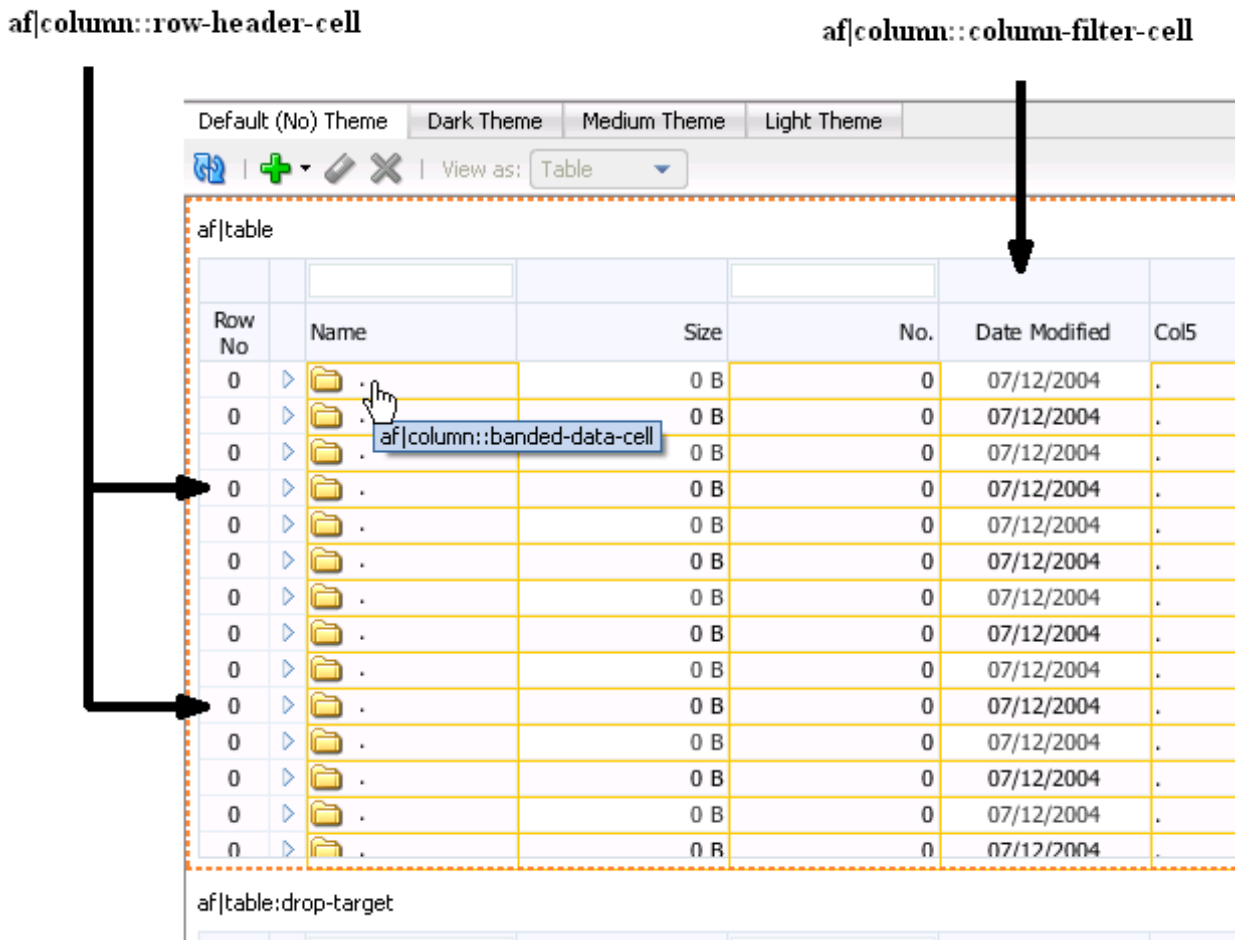 af|column::row-header-cell
af|column::column-filter-cell
Default (No) Theme Dark Theme Medium Theme Light Theme
View as: Table
af|table
Row No Name Size No. Date Modified Col5
0 . 0 B 0 07/12/2004 .
0 . 0 B 0 07/12/2004 .
af|column::banded-data-cell
0 . 0 B 0 07/12/2004 .
0 . 0 B 0 07/12/2004 .
0 . 0 B 0 07/12/2004 .
0 . 0 B 0 07/12/2004 .
0 . 0 B 0 07/12/2004 .
0 . 0 B 0 07/12/2004 .
0 . 0 B 0 07/12/2004 .
0 . 0 B 0 07/12/2004 .
0 . 0 B 0 07/12/2004 .
0 . 0 B 0 07/12/2004 .
0 . 0 B 0 07/12/2004 .
0 . 0 B 0 07/12/2004 .
af|table:drop-target